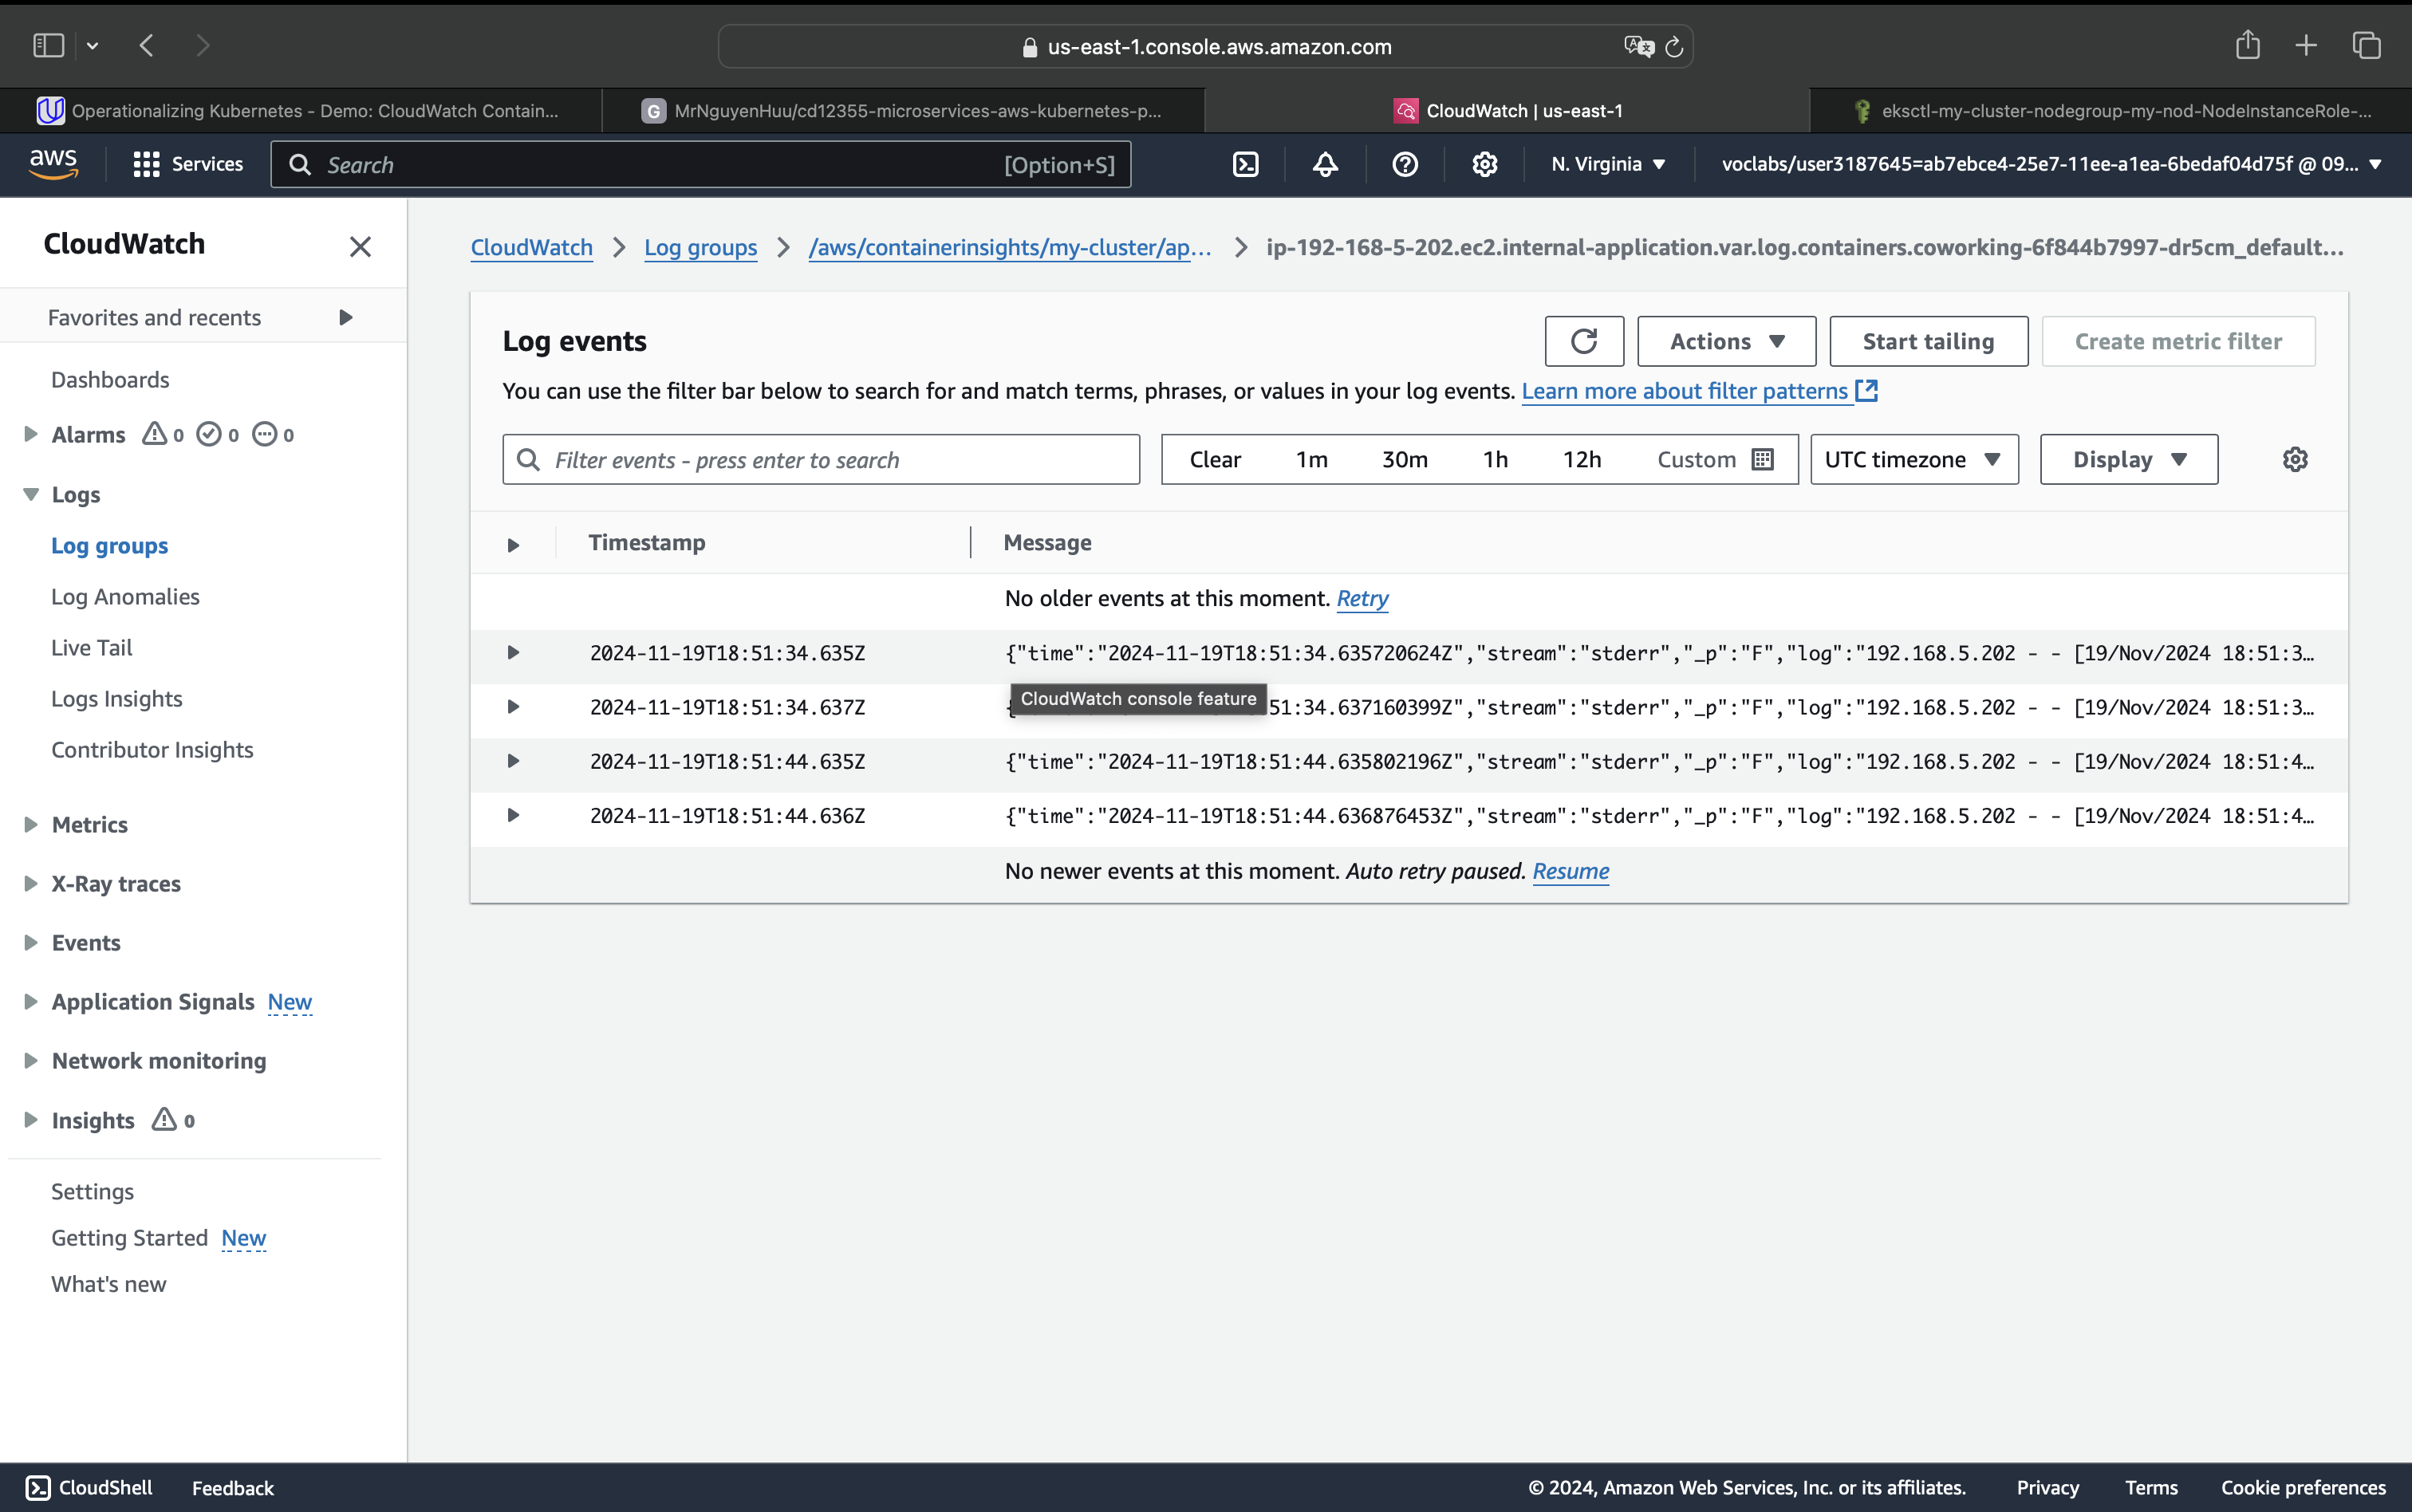 us-east-1.console.aws.amazon.com
Operationalizing Kubernetes - Demo: CloudWatch Contain...
G MrNguyenHuu/cd12355-microservices-aws-kubernetes-p...
CloudWatch | us-east-1
eksctl-my-cluster-nodegroup-my-nod-NodeInstanceRole-...
aws
Services
Search
[Option+S]
N. Virginia
voclabs/user3187645=ab7ebce4-25e7-11ee-a1ea-6bedaf04d75f @ 09...
CloudWatch
Favorites and recents
Dashboards
Alarms 0 0 0
Logs
Log groups
Log Anomalies
Live Tail
Logs Insights
Contributor Insights
Metrics
X-Ray traces
Events
Application Signals New
Network monitoring
Insights 0
Settings
Getting Started New
What's new
CloudWatch
Log groups
/aws/containerinsights/my-cluster/ap...
ip-192-168-5-202.ec2.internal-application.var.log.containers.coworking-6f844b7997-dr5cm_default...
Log events
Actions
Start tailing
Create metric filter
You can use the filter bar below to search for and match terms, phrases, or values in your log events. Learn more about filter patterns
Filter events - press enter to search
Clear 1m 30m 1h 12h Custom
UTC timezone
Display
Timestamp Message
No older events at this moment. Retry
2024-11-19T18:51:34.635Z {"time":"2024-11-19T18:51:34.635720624Z","stream":"stderr","_p":"F","log":"192.168.5.202 - - [19/Nov/2024 18:51:3...
CloudWatch console feature
2024-11-19T18:51:34.637Z { 51:34.637160399Z","stream":"stderr","_p":"F","log":"192.168.5.202 - - [19/Nov/2024 18:51:3...
2024-11-19T18:51:44.635Z {"time":"2024-11-19T18:51:44.635802196Z","stream":"stderr","_p":"F","log":"192.168.5.202 - - [19/Nov/2024 18:51:4...
2024-11-19T18:51:44.636Z {"time":"2024-11-19T18:51:44.636876453Z","stream":"stderr","_p":"F","log":"192.168.5.202 - - [19/Nov/2024 18:51:4...
No newer events at this moment. Auto retry paused. Resume
CloudShell
Feedback
© 2024, Amazon Web Services, Inc. or its affiliates.
Privacy
Terms
Cookie preferences